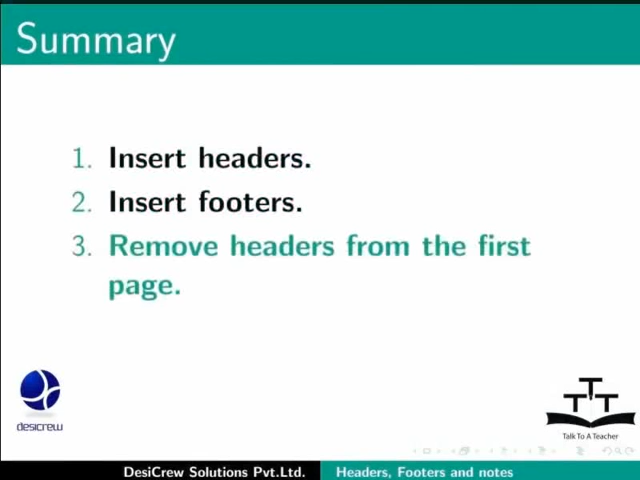 Summary
1. Insert headers.
2. Insert footers.
3. Remove headers from the first
page.
desicrew
TTT
Talk To A Teacher
DesiCrew Solutions Pvt.Ltd.
Headers, Footers and notes